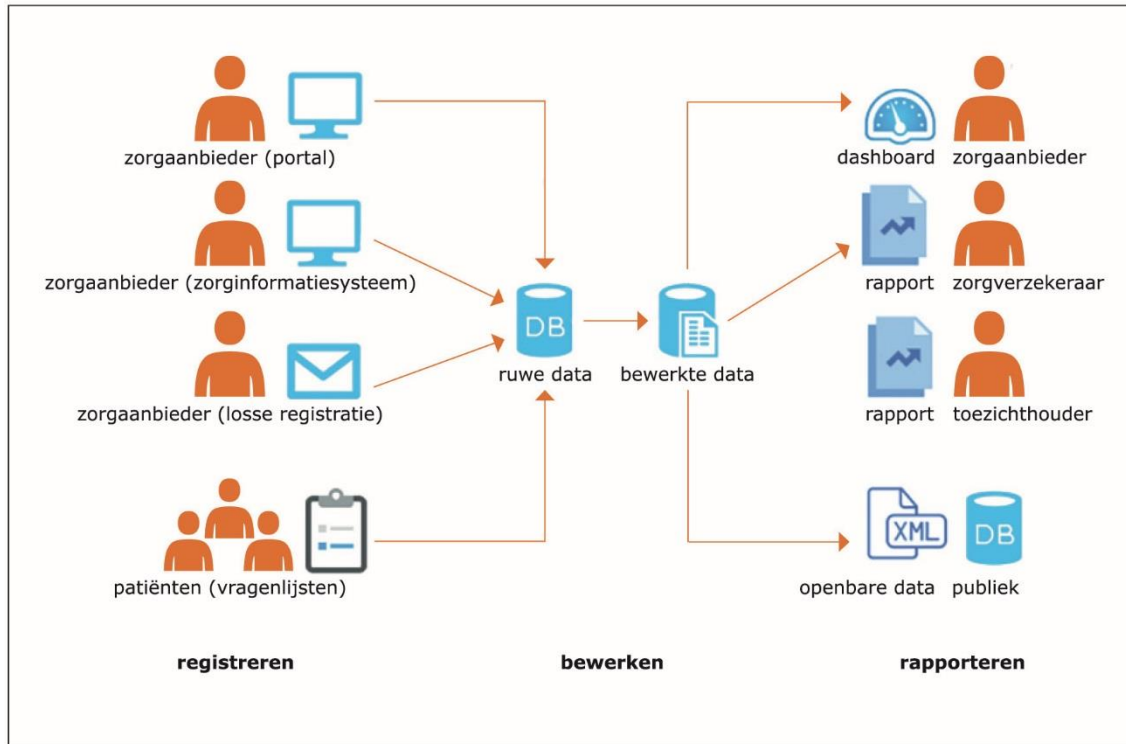 zorgaanbieder (portal)
zorgaanbieder (zorginformatiesysteem)
zorgaanbieder (losse registratie)
patiënten (vragenlijsten)
registreren
DB
ruwe data
bewerkte data
bewerken
dashboard zorgaanbieder
rapport zorgverzekeraar
rapport toezichthouder
XML DB
openbare data publiek
rapporteren